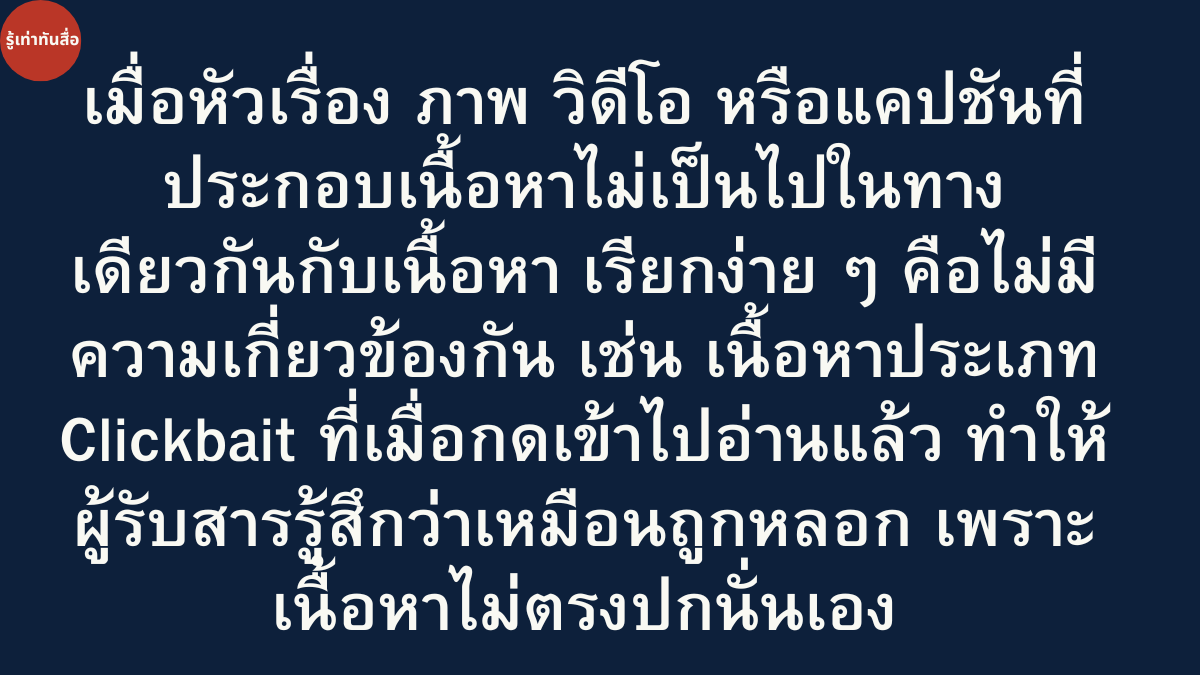 รู้เท่าทันสื่อ
เมื่อหัวเรื่อง ภาพ วิดีโอ หรือแคปชันที่
ประกอบเนื้อหาไม่เป็นไปในทาง
เดียวกันกับเนื้อหา เรียกง่าย ๆ คือไม่มี
ความเกี่ยวข้องกัน เช่น เนื้อหาประเภท
Clickbait ที่เมื่อกดเข้าไปอ่านแล้ว ทำให้
ผู้รับสารรู้สึกว่าเหมือนถูกหลอก เพราะ
เนื้อหาไม่ตรงปกนั่นเอง